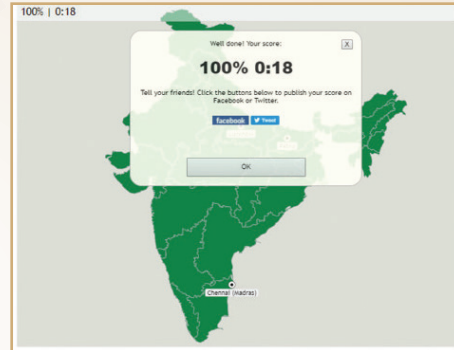 100% | 0:18
Well done! Your score:
X
100% 0:18
Tell your friends! Click the buttons below to publish your score on
Facebook or Twitter.
facebook Tweet
OK
Chennai (Madras)